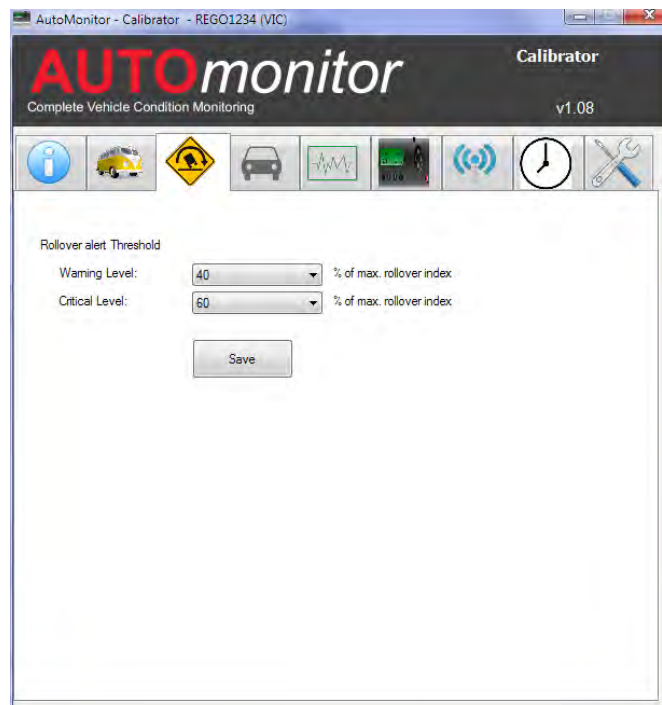 AutoMonitor - Calibrator - REGO1234 (VIC)
AUTOmonitor
Calibrator
Complete Vehicle Condition Monitoring
v1.08
Rollover alert Threshold
Warning Level: 40 % of max. rollover index
Critical Level: 60 % of max. rollover index
Save